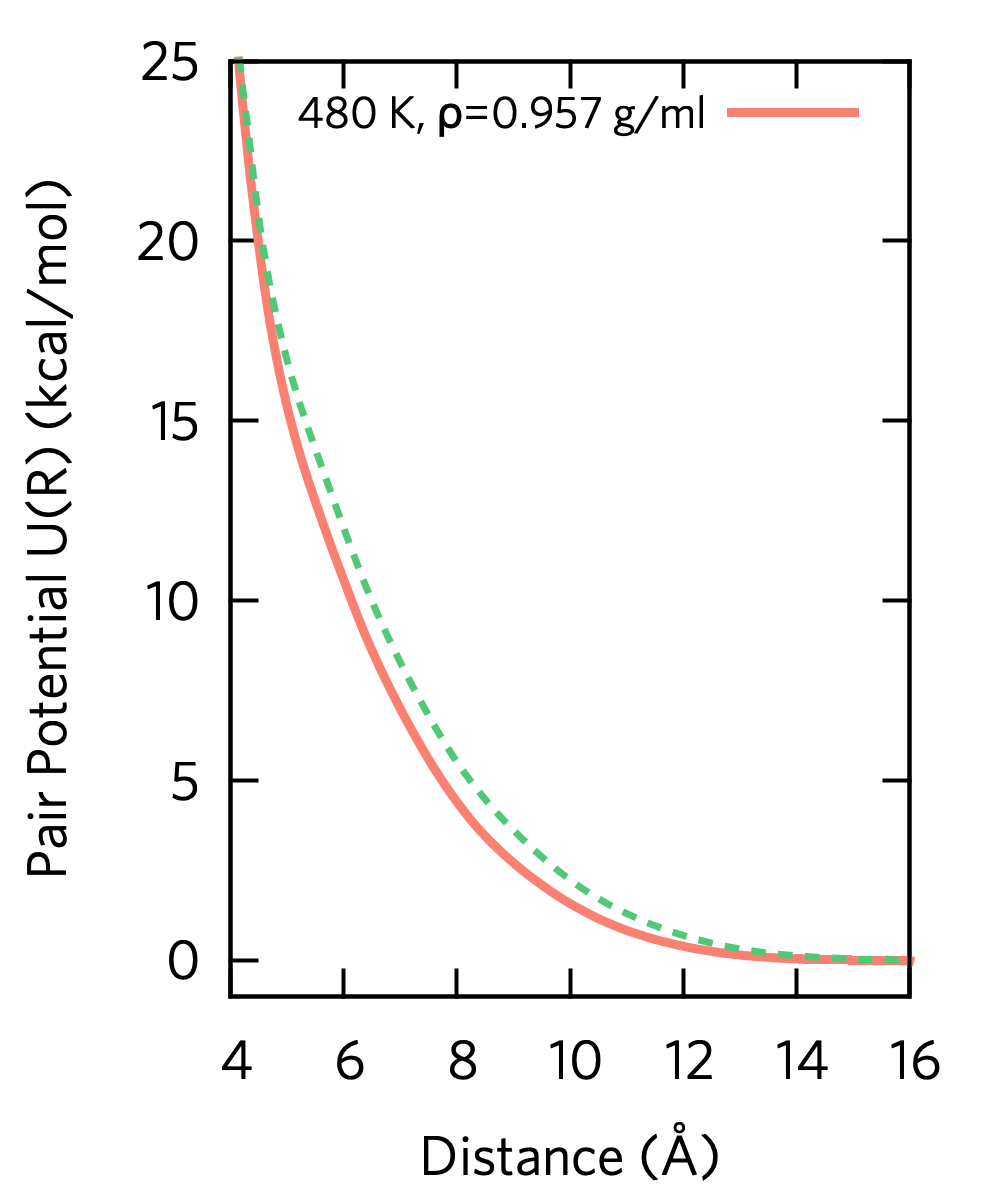 25
480 K, ρ=0.957 g/ml
20
15
10
5
0
Pair Potential U(R) (kcal/mol)
4 6 8 10 12 14 16
Distance (Å)